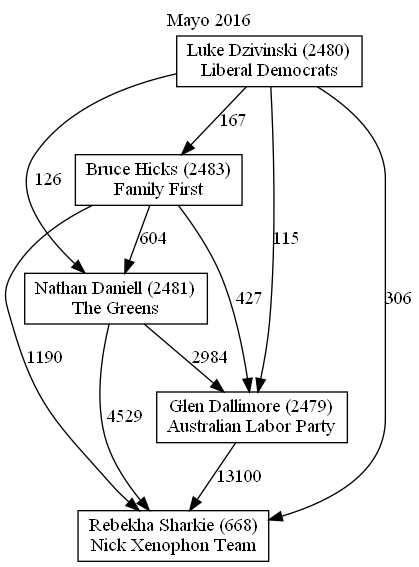 Mayo 2016
Luke Dzivinski (2480)
Liberal Democrats
167
Bruce Hicks (2483)
Family First
126
604
115
Nathan Daniell (2481)
The Greens
427
306
1190
2984
4529
Glen Dallimore (2479)
Australian Labor Party
13100
Rebekha Sharkie (668)
Nick Xenophon Team